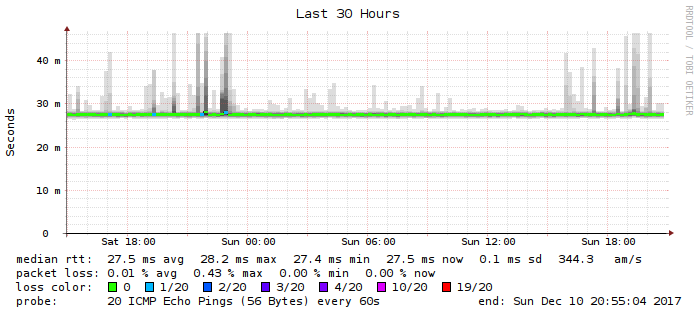 Last 30 Hours
RRDTOOL / TOBI OETIKER
Seconds
40 m
30 m
20 m
10 m
0
Sat 18:00 Sun 00:00 Sun 06:00 Sun 12:00 Sun 18:00
median rtt: 27.5 ms avg 28.2 ms max 27.4 ms min 27.5 ms now 0.1 ms sd 344.3 am/s
packet loss: 0.01 % avg 0.43 % max 0.00 % min 0.00 % now
loss color: 0 1/20 2/20 3/20 4/20 10/20 19/20
probe: 20 ICMP Echo Pings (56 Bytes) every 60s end: Sun Dec 10 20:55:04 2017